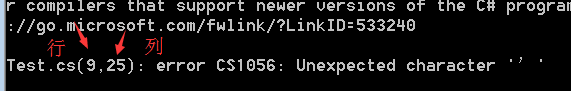 r compilers that support newer versions of the C# program
://go.microsoft.com/fwlink/?LinkID=533240
行 列
Test.cs(9,25): error CS1056: Unexpected character '’ '